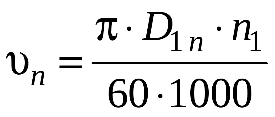 υₙ = (π · D₁ₙ · n₁) / (60 · 1000)